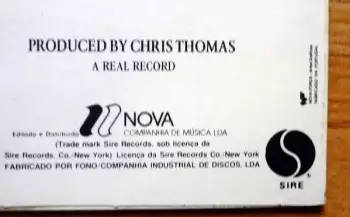 PRODUCED BY CHRIS THOMAS
A REAL RECORD
NOVA
Editado e Distribuido COMPANHIA DE MÚSICA, LDA
(Trade mark Sire Records, sob licença da
Sire Records, Co./New York) Licença da Sire Records Co./New York
FABRICADO POR FONO/COMPANHIA INDUSTRIAL DE DISCOS, LDA
SIRE